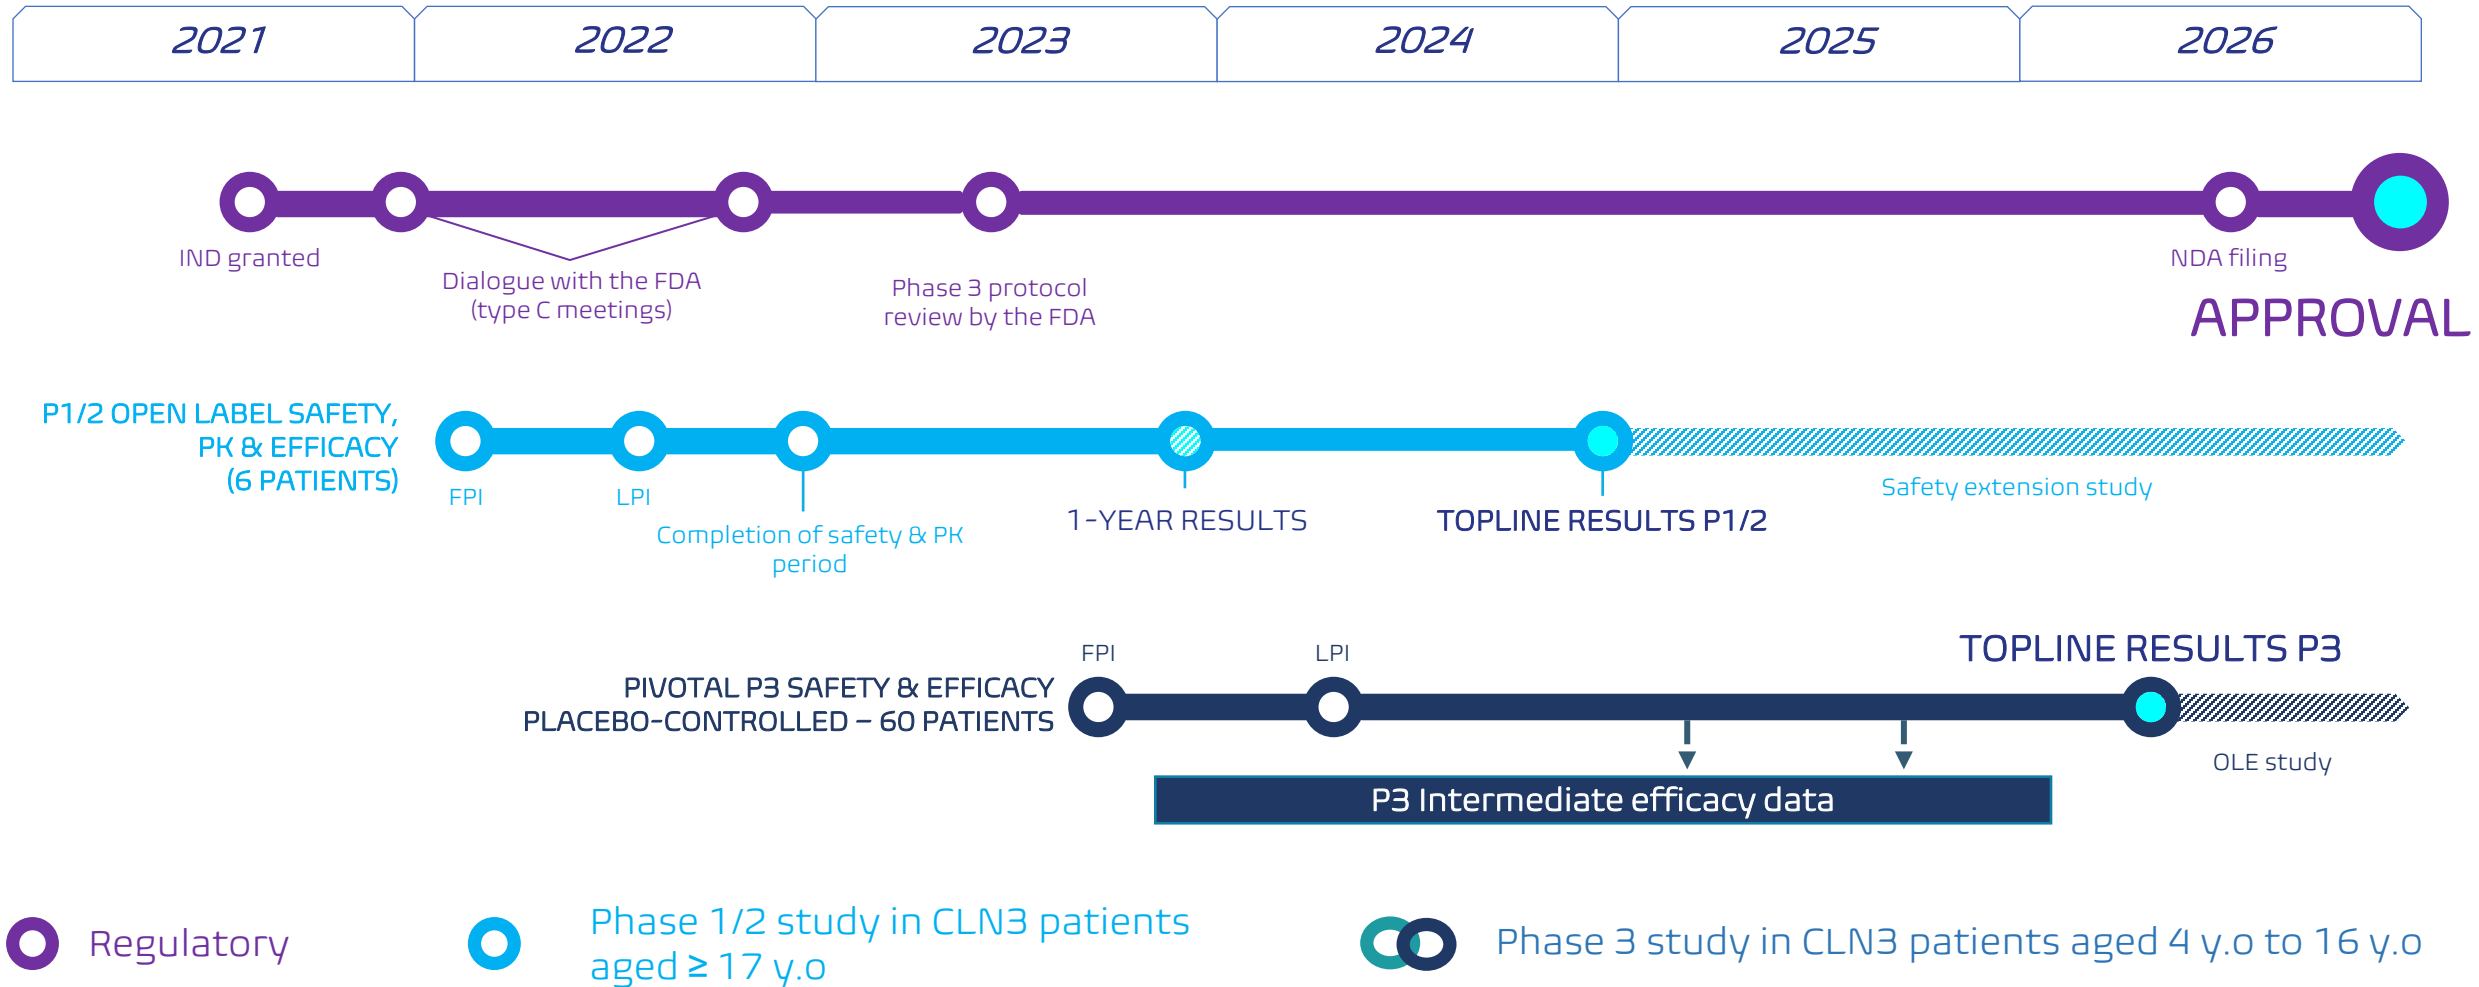 2021
2022
2023
2024
2025
2026
IND granted
Dialogue with the FDA
(type C meetings)
Phase 3 protocol
review by the FDA
NDA filing
APPROVAL
P1/2 OPEN LABEL SAFETY,
PK & EFFICACY
(6 PATIENTS)
FPI
LPI
Completion of safety & PK
period
1-YEAR RESULTS
TOPLINE RESULTS P1/2
Safety extension study
PIVOTAL P3 SAFETY & EFFICACY
PLACEBO-CONTROLLED – 60 PATIENTS
FPI
LPI
TOPLINE RESULTS P3
OLE study
P3 Intermediate efficacy data
Regulatory
Phase 1/2 study in CLN3 patients
aged ≥ 17 y.o
Phase 3 study in CLN3 patients aged 4 y.o to 16 y.o